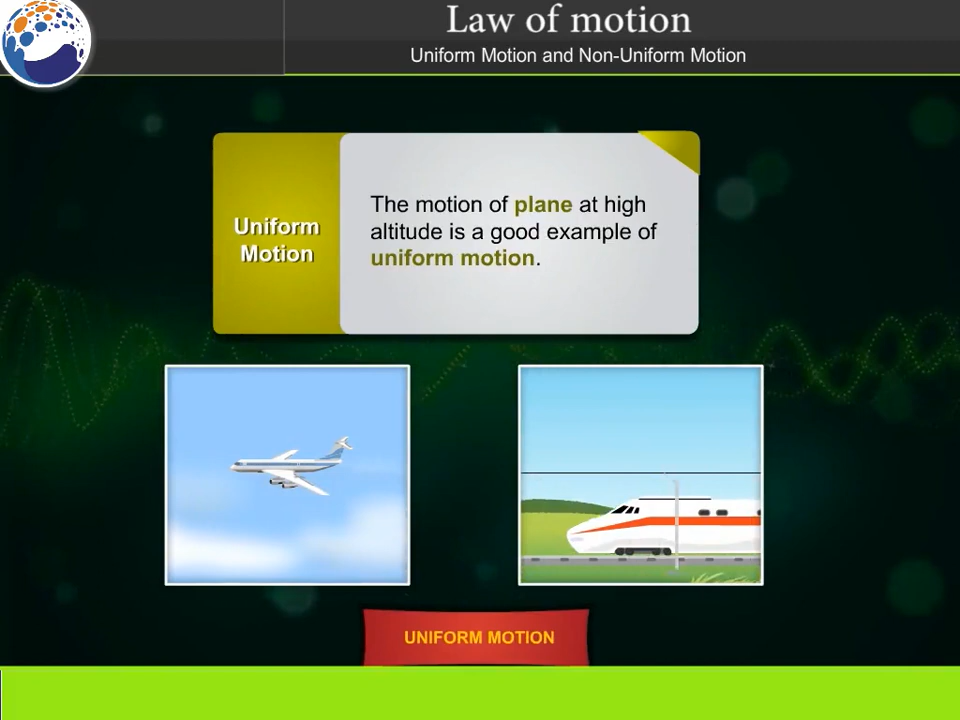 Law of motion
Uniform Motion and Non-Uniform Motion
Uniform
Motion
The motion of plane at high
altitude is a good example of
uniform motion.
UNIFORM MOTION